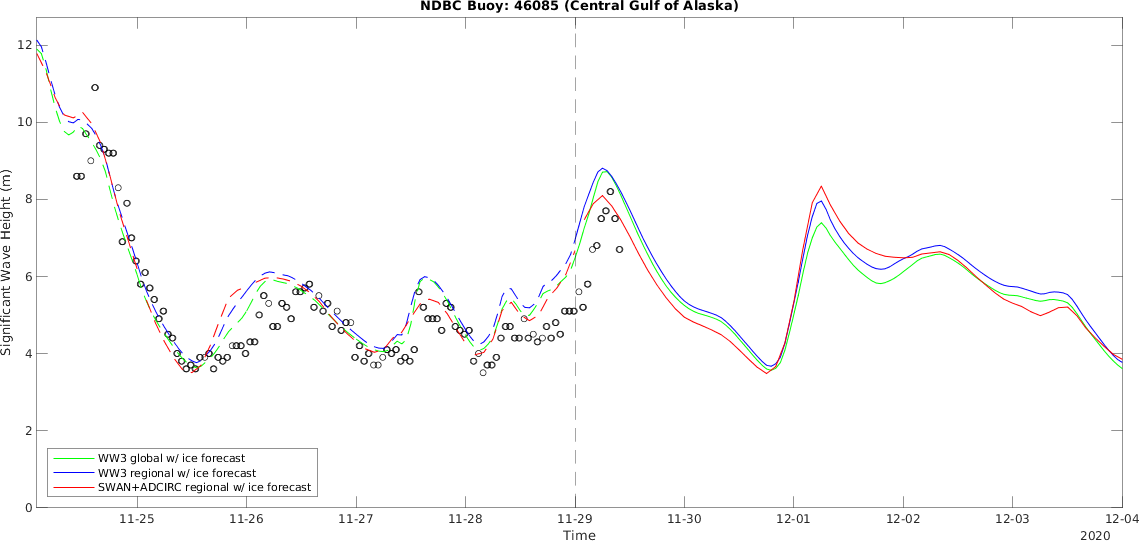 NDBC Buoy: 46085 (Central Gulf of Alaska)
12
10
8
6
4
2
0
Significant Wave Height (m)
WW3 global w/ ice forecast
WW3 regional w/ ice forecast
SWAN+ADCIRC regional w/ ice forecast
11-25 11-26 11-27 11-28 11-29 11-30 12-01 12-02 12-03 12-04
Time
2020